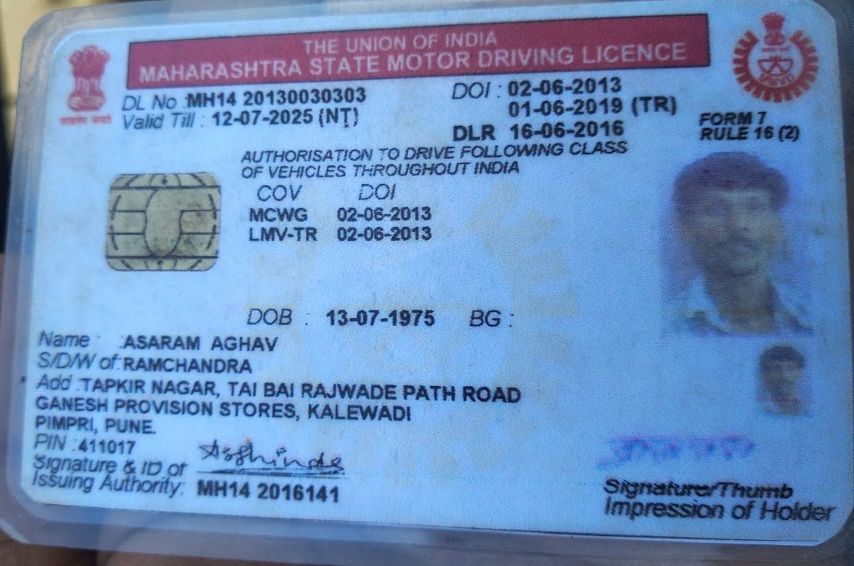 THE UNION OF INDIA
MAHARASHTRA STATE MOTOR DRIVING LICENCE
DL No : MH14 20130030303 DOI : 02-06-2013
Valid Till : 12-07-2025 (NT) 01-06-2019 (TR)
DLR 16-06-2016
FORM 7
RULE 16 (2)
AUTHORISATION TO DRIVE FOLLOWING CLASS
OF VEHICLES THROUGHOUT INDIA
COV DOI
MCWG 02-06-2013
LMV-TR 02-06-2013
DOB : 13-07-1975 BG :
Name : ASARAM AGHAV
S/D/W of : RAMCHANDRA
Add : TAPKIR NAGAR, TAI BAI RAJWADE PATH ROAD
GANESH PROVISION STORES, KALEWADI
PIMPRI, PUNE.
PIN : 411017
Signature & ID of
Issuing Authority: MH14 2016141
Signature/Thumb
Impression of Holder